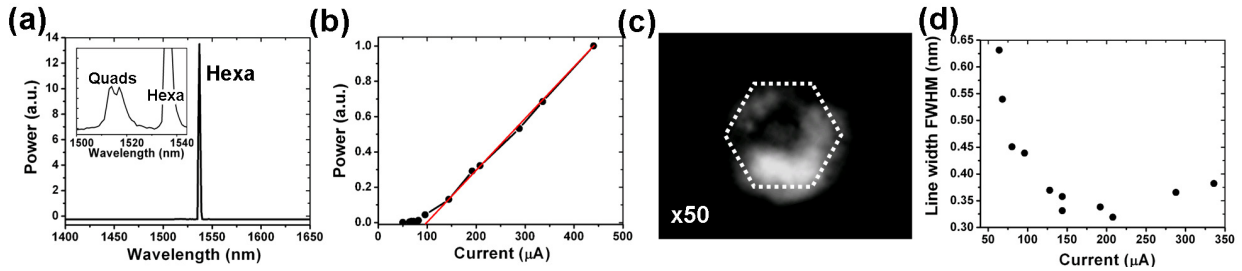 (a)
14
12
10
8
6
4
2
0
Power (a.u.)
1400 1450 1500 1550 1600 1650
Wavelength (nm)
Hexa
Quads
Hexa
1500 1520 1540
Wavelength (nm)
(b)
1.0
0.8
0.6
0.4
0.2
0.0
Power (a.u.)
0 100 200 300 400 500
Current (μA)
(c)
x50
(d)
0.65
0.60
0.55
0.50
0.45
0.40
0.35
0.30
Line width FWHM (nm)
50 100 150 200 250 300 350
Current (μA)